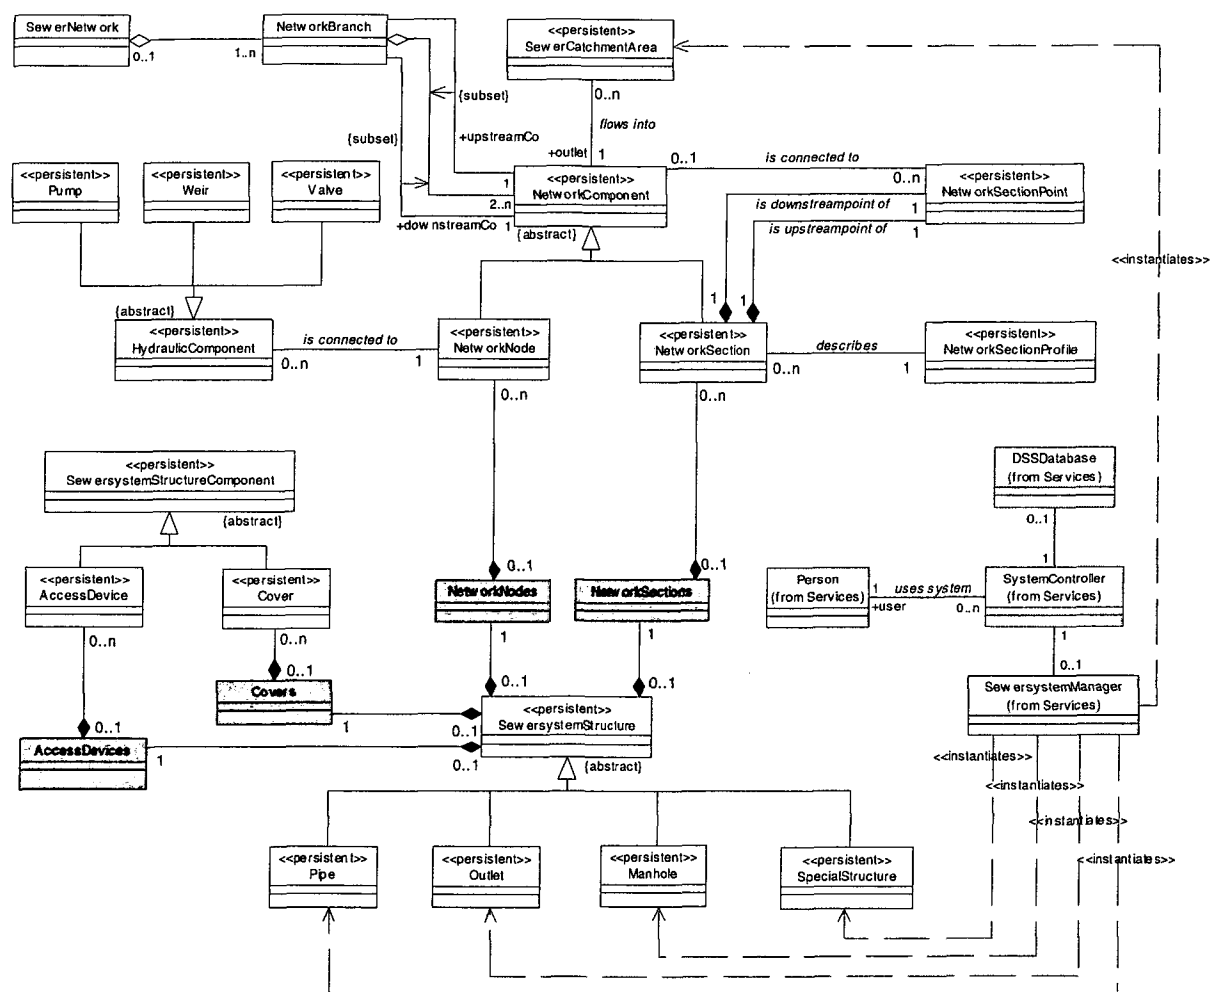 SewerNetwork
0..1
1..n
NetworkBranch
<<persistent>>
SewerCatchmentArea
{subset}
{subset}
0..n
flows into
+upstreamCo
+outlet
1
<<persistent>>
Pump
<<persistent>>
Weir
<<persistent>>
Valve
1
2..n
+downstreamCo
1
<<persistent>>
NetworkComponent
{abstract}
0..1
is connected to
0..n
<<persistent>>
NetworkSectionPoint
is downstreampoint of
1
is upstreampoint of
1
<<instantiates>>
1
1
{abstract}
<<persistent>>
HydraulicComponent
is connected to
0..n
1
<<persistent>>
NetworkNode
0..n
<<persistent>>
NetworkSection
0..n
describes
0..n
1
<<persistent>>
NetworkSectionProfile
<<persistent>>
SewersystemStructureComponent
{abstract}
DSSDatabase
(from Services)
0..1
1
<<persistent>>
AccessDevice
0..n
<<persistent>>
Cover
0..n
0..1
NetworkNodes
1
0..1
NetworkSections
1
Person
(from Services)
1
uses system
+user
0..n
SystemController
(from Services)
1
0..1
0..1
Covers
1
0..1
0..1
0..1
<<persistent>>
SewersystemStructure
{abstract}
SewersystemManager
(from Services)
0..1
AccessDevices
1
0..1
<<instantiates>>
<<instantiates>>
<<instantiates>>
<<instantiates>>
<<persistent>>
Pipe
<<persistent>>
Outlet
<<persistent>>
Manhole
<<persistent>>
SpecialStructure